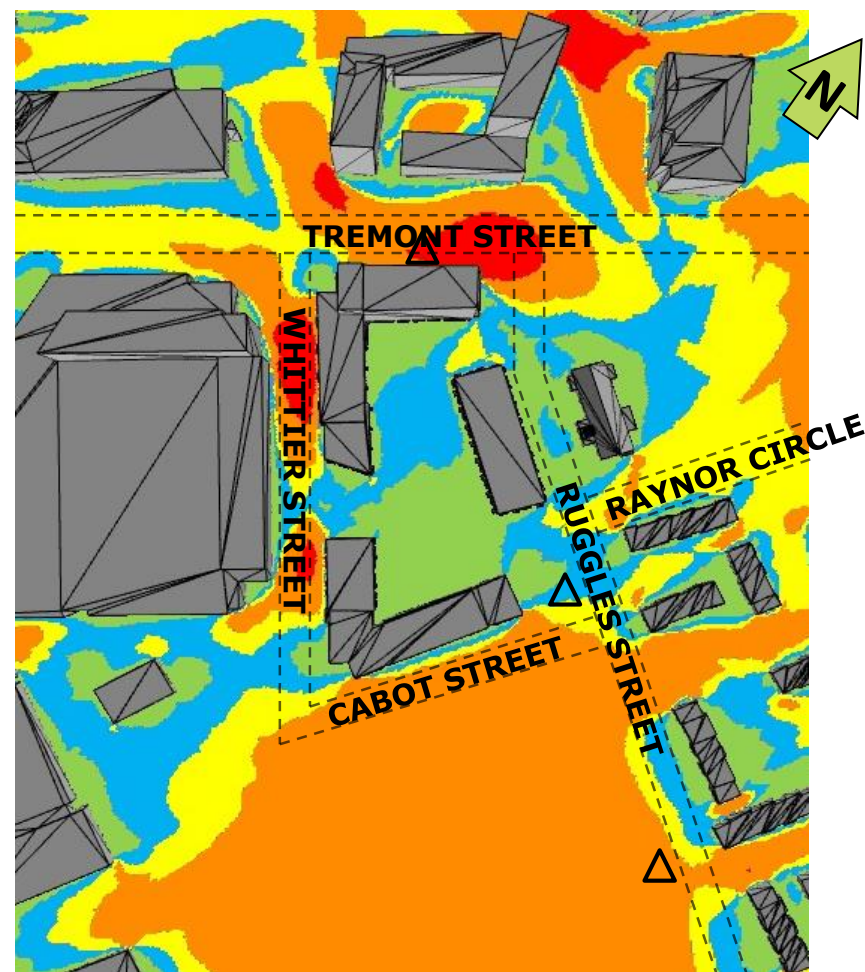 N
TREMONT STREET
WHITTIER STREET
RAYNOR CIRCLE
RUGGLES STREET
CABOT STREET